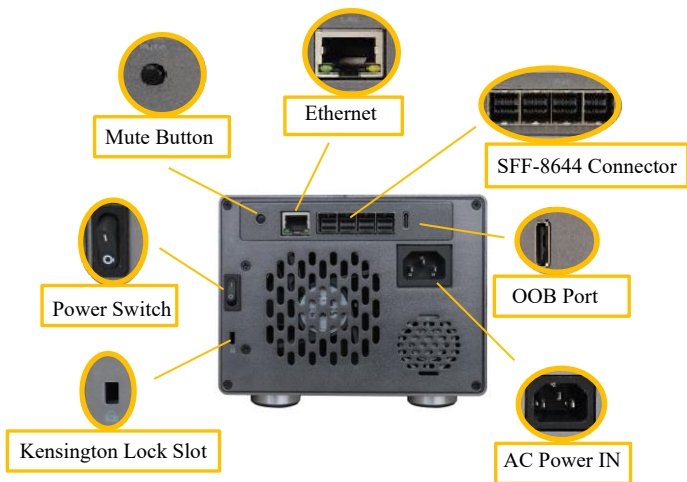 Mute Button
Ethernet
SFF-8644 Connector
Power Switch
OOB Port
Kensington Lock Slot
AC Power IN